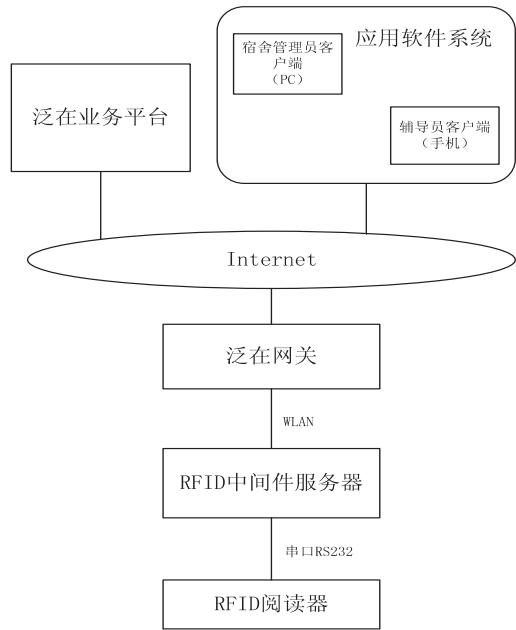 应用软件系统
宿舍管理员客
户端
（PC）
泛在业务平台
辅导员客户端
（手机）
Internet
泛在网关
WLAN
RFID中间件服务器
串口RS232
RFID阅读器